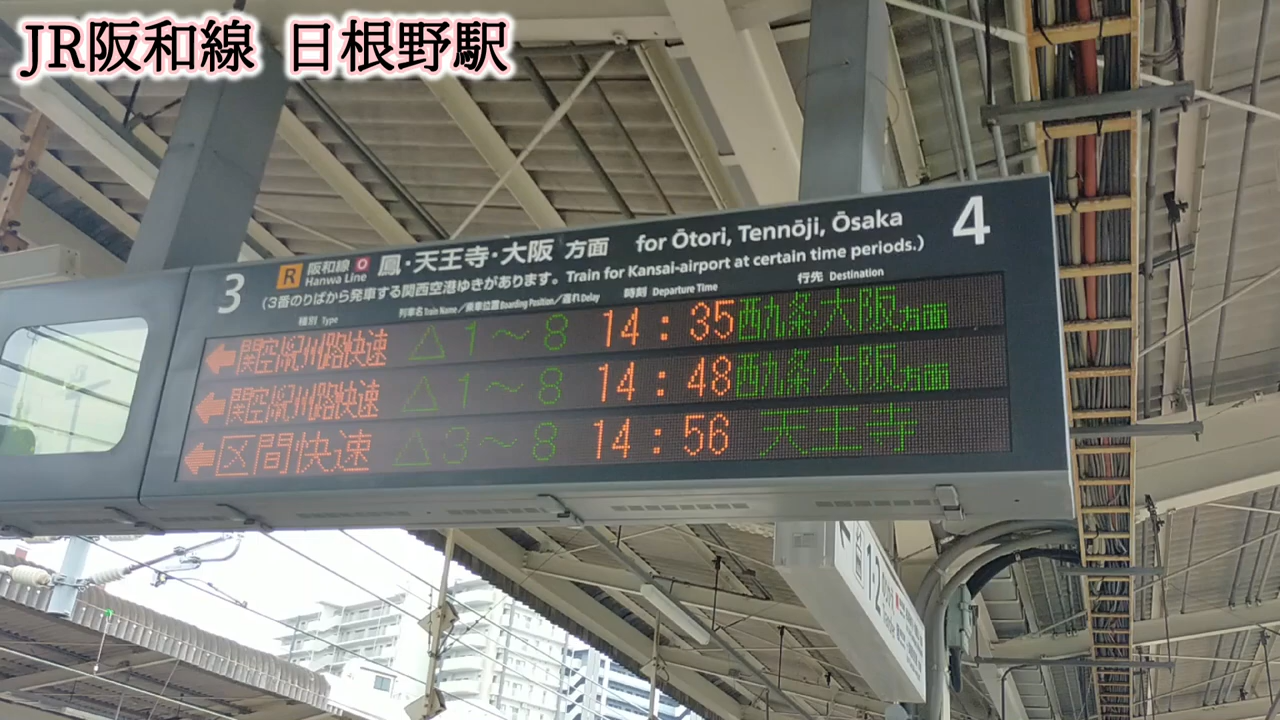 JR阪和線 日根野駅
3 R 阪和線 O 鳳・天王寺・大阪 方面 for Ōtori, Tennōji, Ōsaka 4
Hanwa Line
(3番のりばから発車する関西空港ゆきがあります。Train for Kansai-airport at certain time periods.)
種別 Type 列車名 Train Name/乗車位置 Boarding Position/遅れ Delay 時刻 Departure Time 行先 Destination
←関空紀州路快速 △1～8 14:35 西九条・大阪方面
←関空紀州路快速 △1～8 14:48 西九条・大阪方面
←区間快速 △3～8 14:56 天王寺
← 1・2